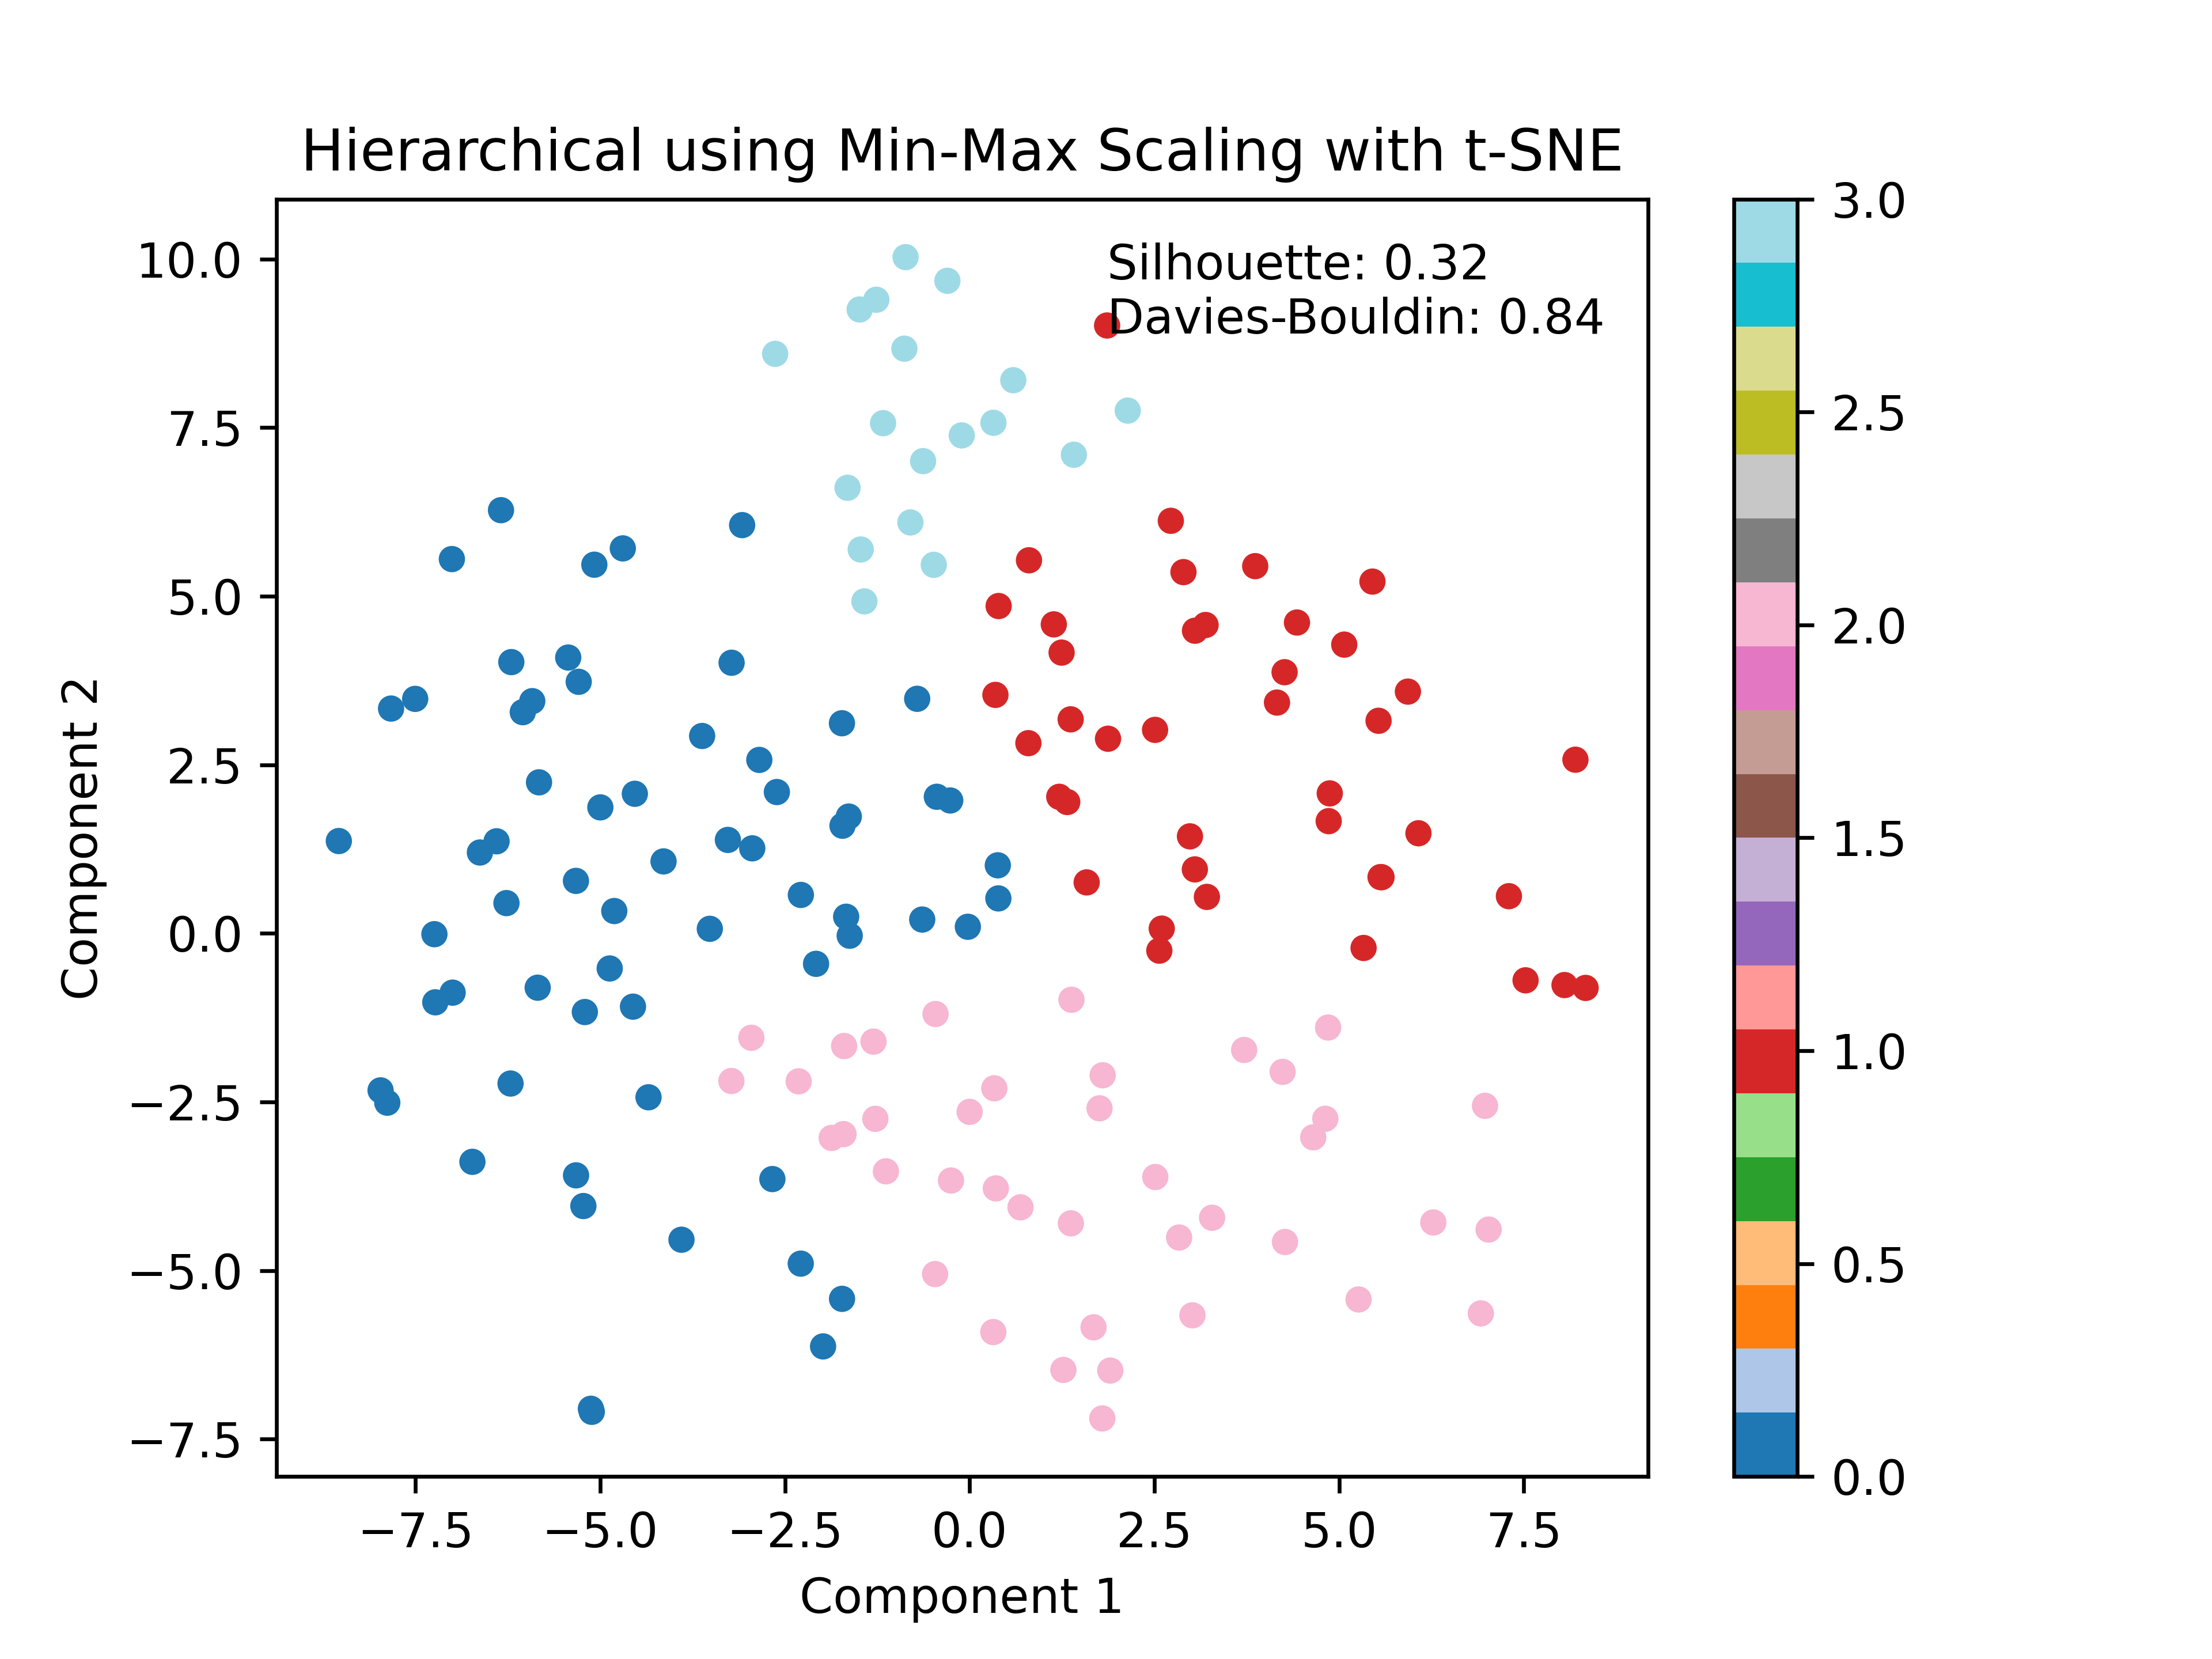 Hierarchical using Min-Max Scaling with t-SNE
Silhouette: 0.32
Davies-Bouldin: 0.84
Component 2
10.0
7.5
5.0
2.5
0.0
−2.5
−5.0
−7.5
−7.5 −5.0 −2.5 0.0 2.5 5.0 7.5
Component 1
3.0
2.5
2.0
1.5
1.0
0.5
0.0